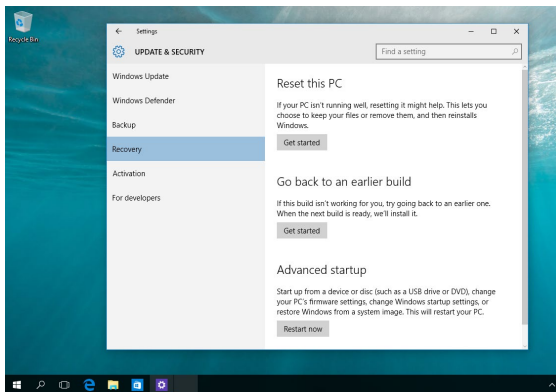 Recycle Bin
Settings
UPDATE & SECURITY
Find a setting
Windows Update
Windows Defender
Backup
Recovery
Activation
For developers
Reset this PC
If your PC isn't running well, resetting it might help. This lets you
choose to keep your files or remove them, and then reinstalls
Windows.
Get started
Go back to an earlier build
If this build isn't working for you, try going back to an earlier one.
When the next build is ready, we'll install it.
Get started
Advanced startup
Start up from a device or disc (such as a USB drive or DVD), change
your PC's firmware settings, change Windows startup settings, or
restore Windows from a system image. This will restart your PC.
Restart now